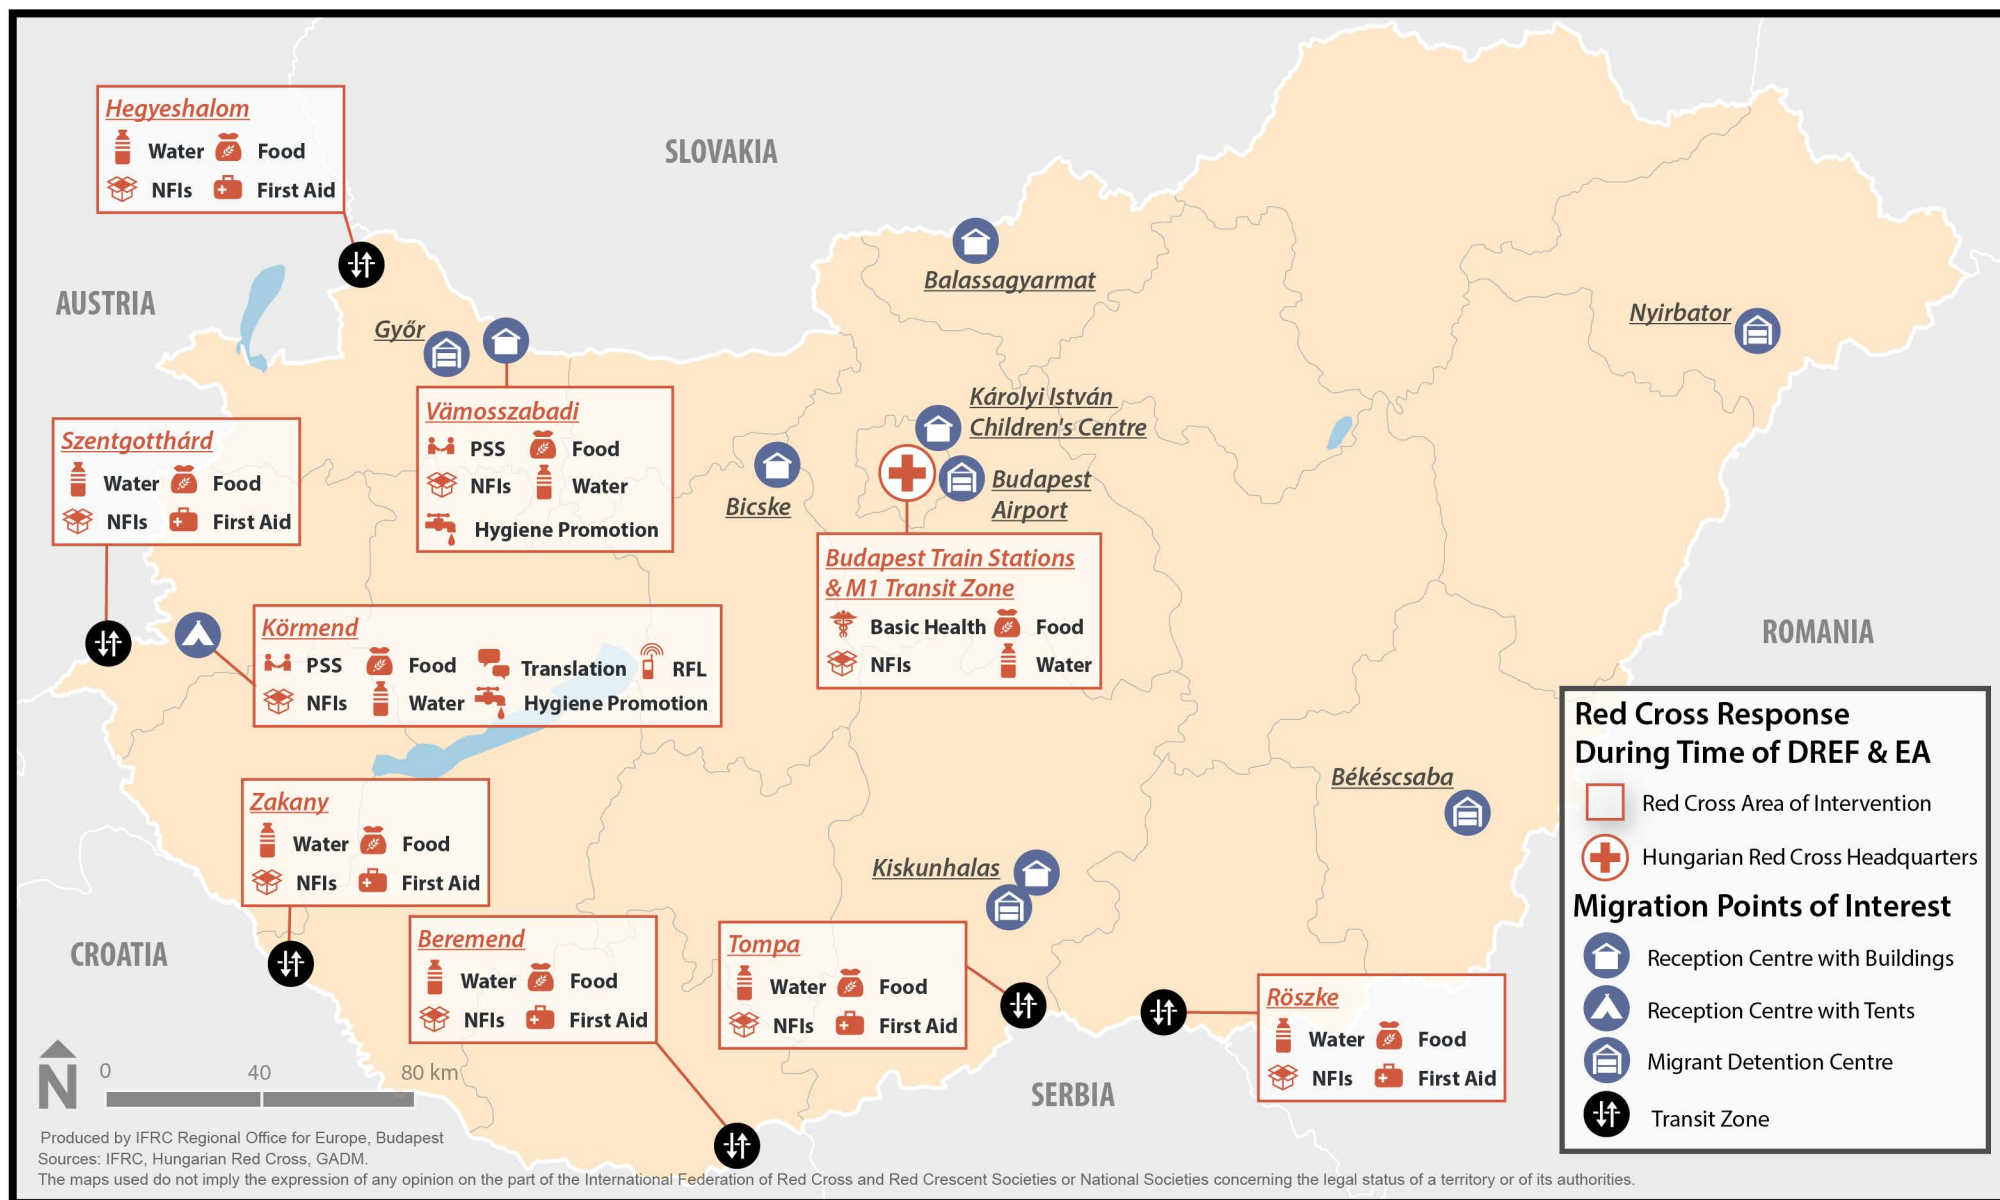 Hegyeshalom
Water Food
NFIs First Aid
SLOVAKIA
AUSTRIA
Balassagyarmat
Győr
Nyirbator
Vämosszabadi
PSS Food
NFIs Water
Hygiene Promotion
Károlyi István
Children's Centre
Szentgotthárd
Water Food
NFIs First Aid
Bicske
Budapest
Airport
Budapest Train Stations
& M1 Transit Zone
Basic Health Food
NFIs Water
Körmend
PSS Food Translation RFL
NFIs Water Hygiene Promotion
ROMANIA
Zakany
Water Food
NFIs First Aid
Békéscsaba
Kiskunhalas
CROATIA
Beremend
Water Food
NFIs First Aid
Tompa
Water Food
NFIs First Aid
Röszke
Water Food
NFIs First Aid
SERBIA
Red Cross Response
During Time of DREF & EA
Red Cross Area of Intervention
Hungarian Red Cross Headquarters
Migration Points of Interest
Reception Centre with Buildings
Reception Centre with Tents
Migrant Detention Centre
Transit Zone
N
0 40 80 km
Produced by IFRC Regional Office for Europe, Budapest
Sources: IFRC, Hungarian Red Cross, GADM.
The maps used do not imply the expression of any opinion on the part of the International Federation of Red Cross and Red Crescent Societies or National Societies concerning the legal status of a territory or of its authorities.